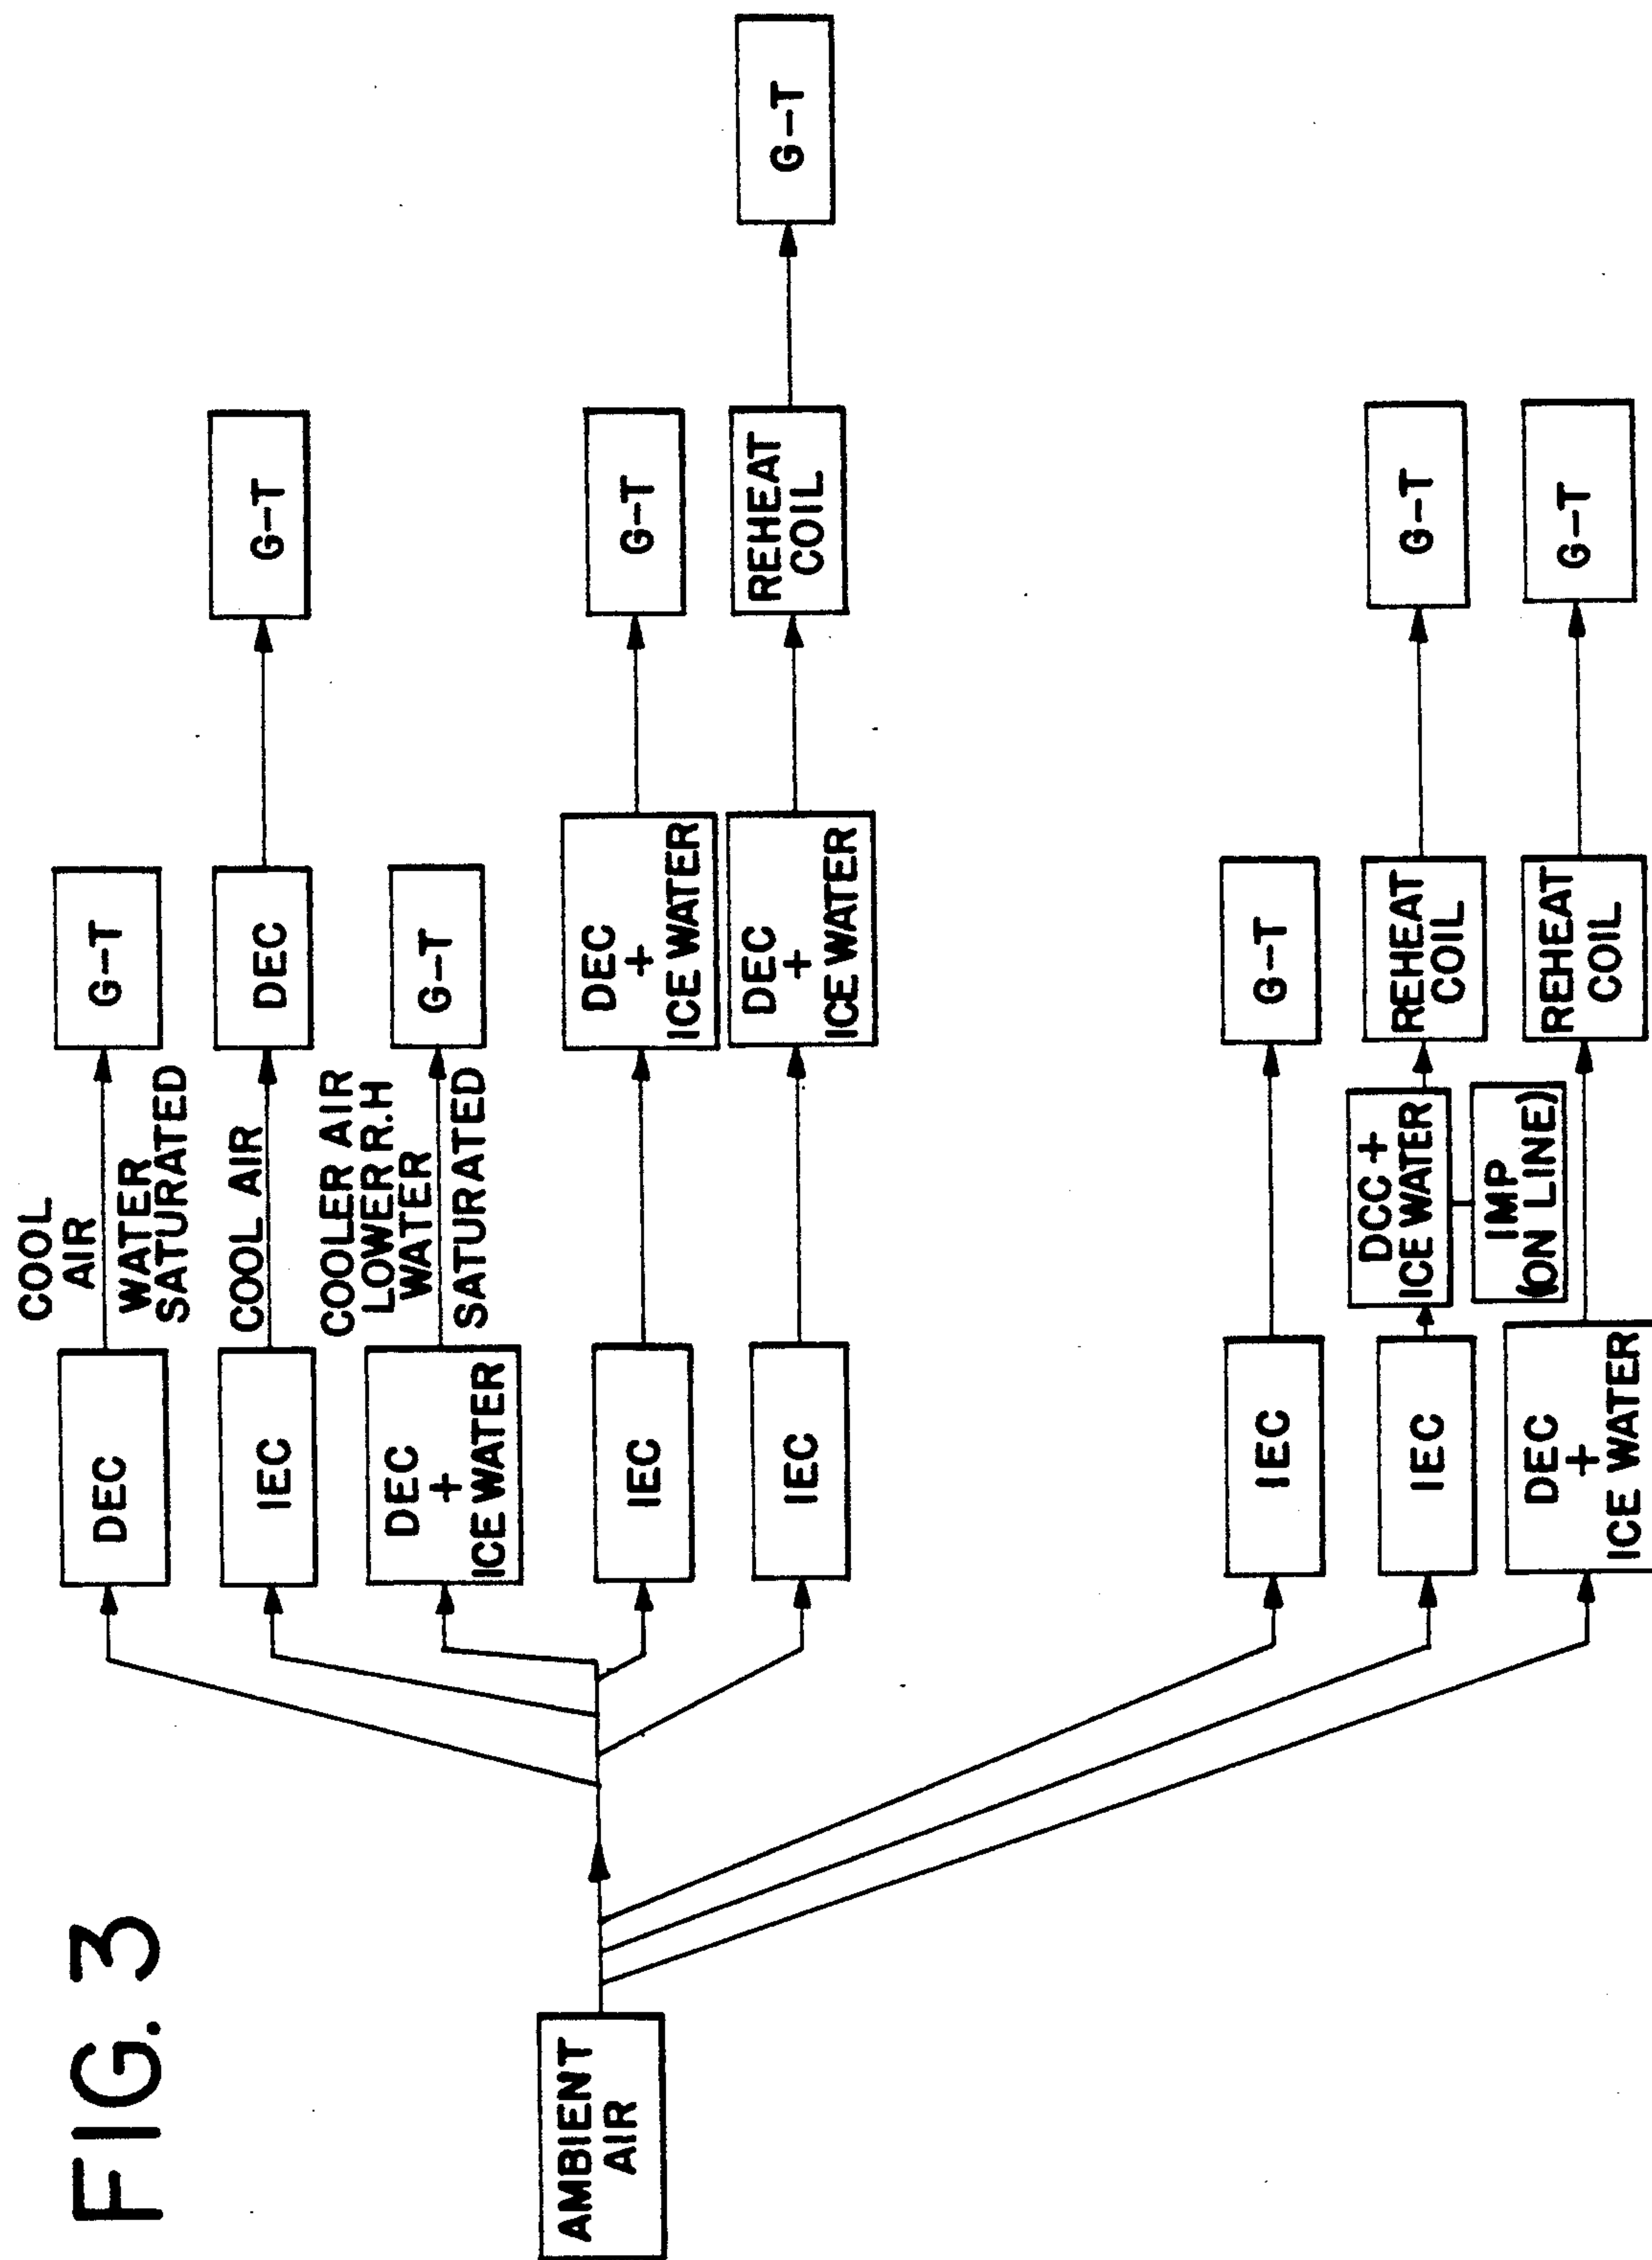 FIG. 3
AMBIENT
AIR
DEC
COOL
AIR
WATER
SATURATED
G-T
IEC
COOL AIR
DEC
G-T
DEC
+
ICE WATER
COOLER AIR
LOWER R.H
WATER
SATURATED
G-T
IEC
DEC
+
ICE WATER
G-T
IEC
DEC
+
ICE WATER
REHEAT
COIL
G-T
IEC
G-T
IEC
DCC +
ICE WATER
IMP
(ON LINE)
REHEAT
COIL
G-T
DEC
+
ICE WATER
REHEAT
COIL
G-T